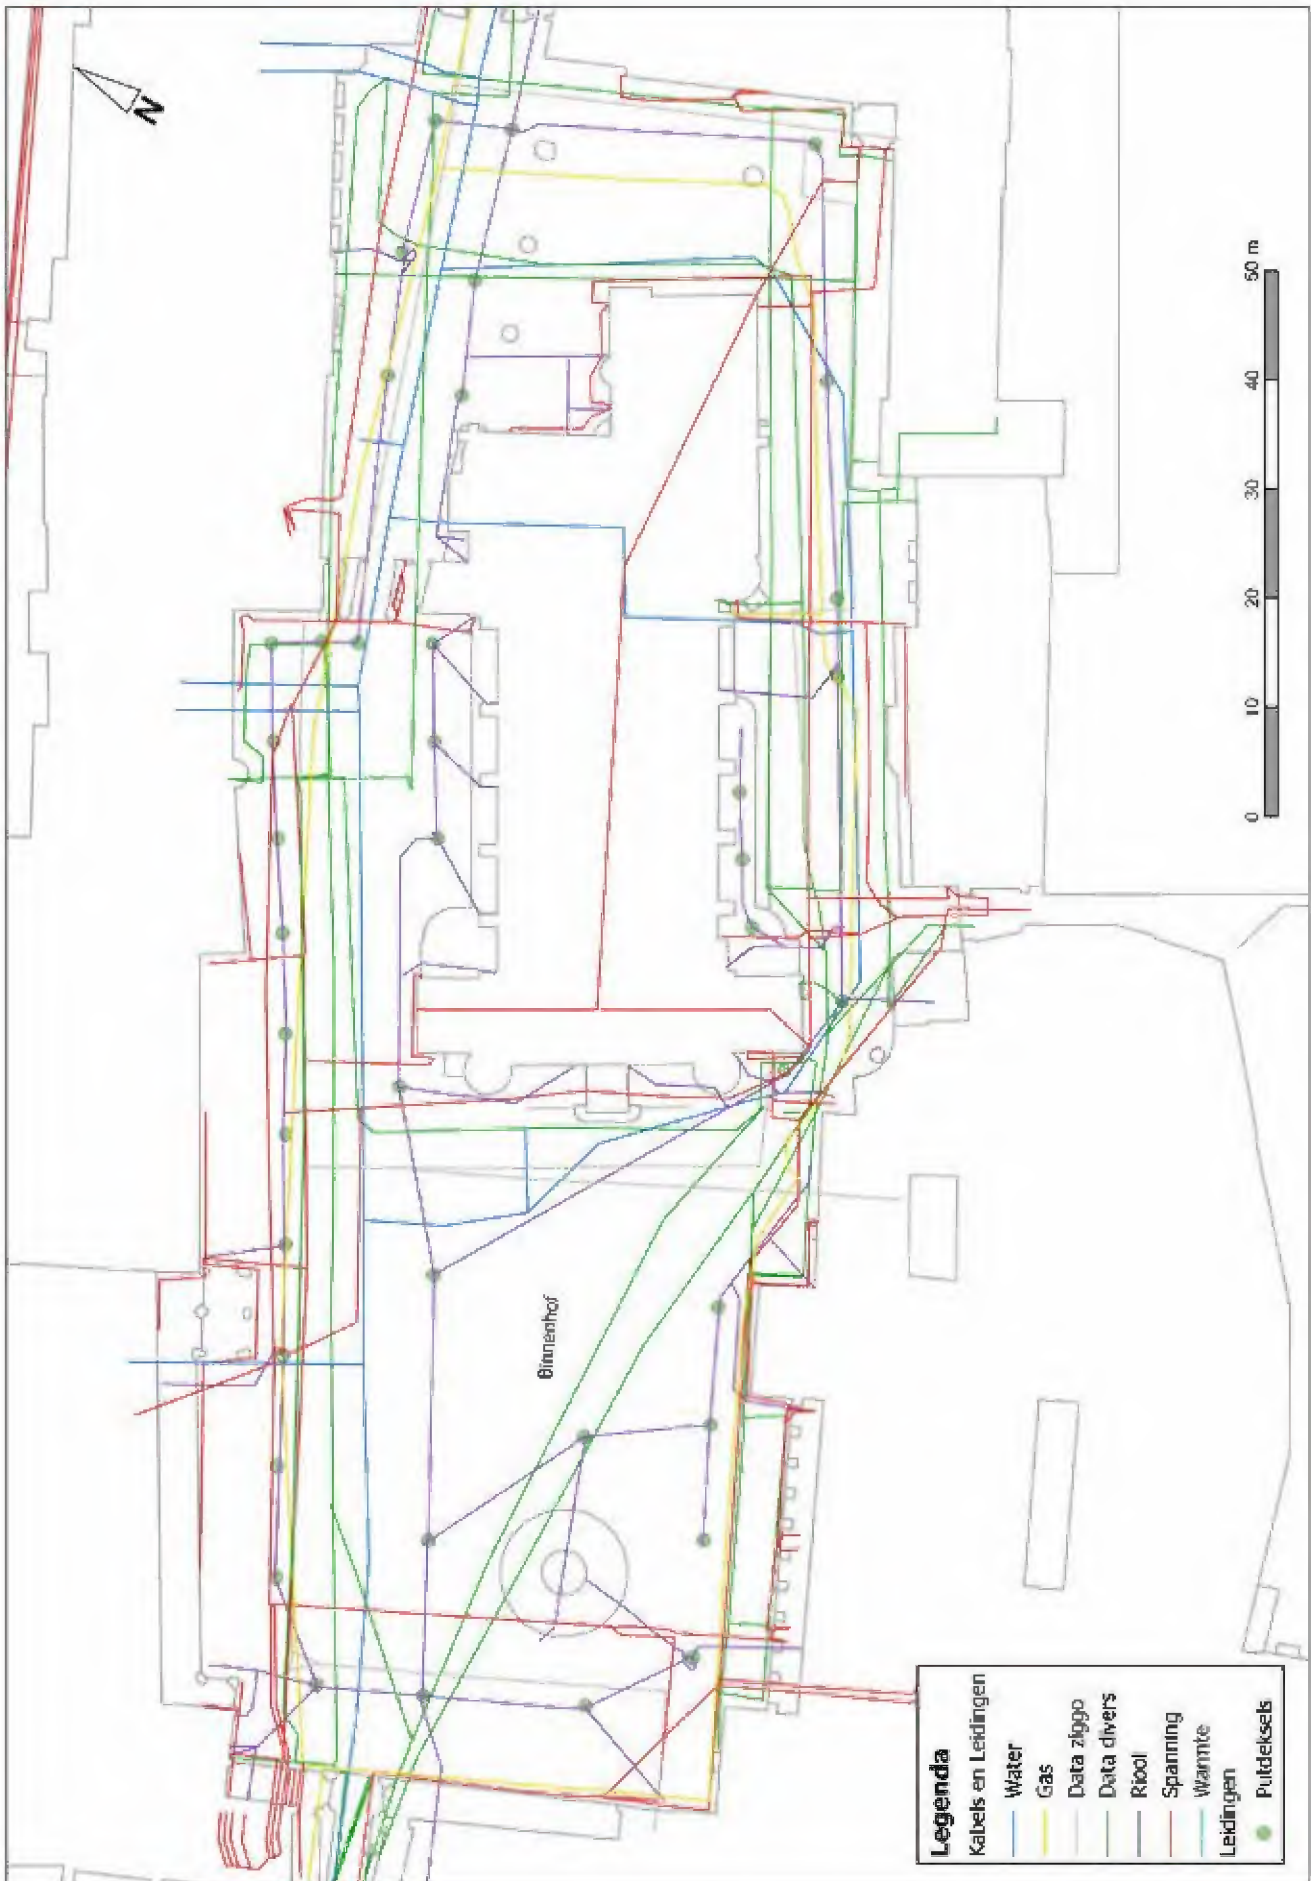 N
Binnenhof
0 10 20 30 40 50 m
Legenda
Kabels en Leidingen
Water
Gas
Data ziggo
Data divers
Riool
Spanning
Warmte
Leidingen
Putdeksels